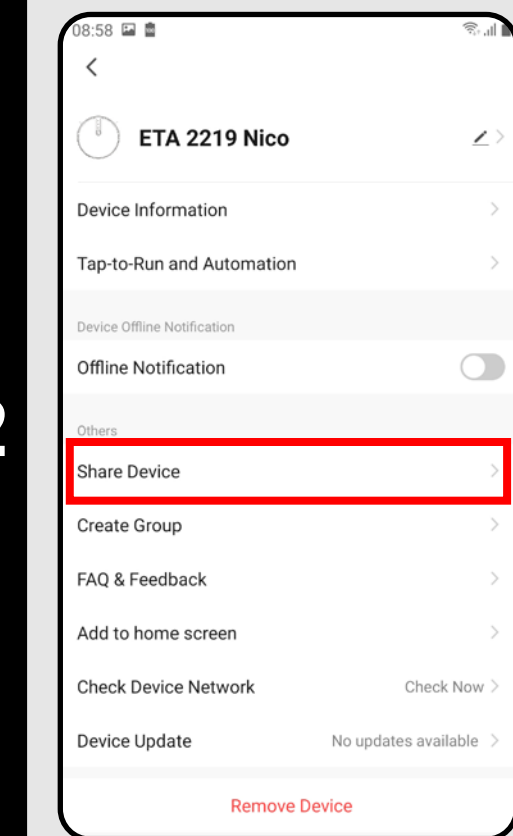 08:58
ETA 2219 Nico
Device Information
Tap-to-Run and Automation
Device Offline Notification
Offline Notification
Others
Share Device
Create Group
FAQ & Feedback
Add to home screen
Check Device Network Check Now
Device Update No updates available
Remove Device